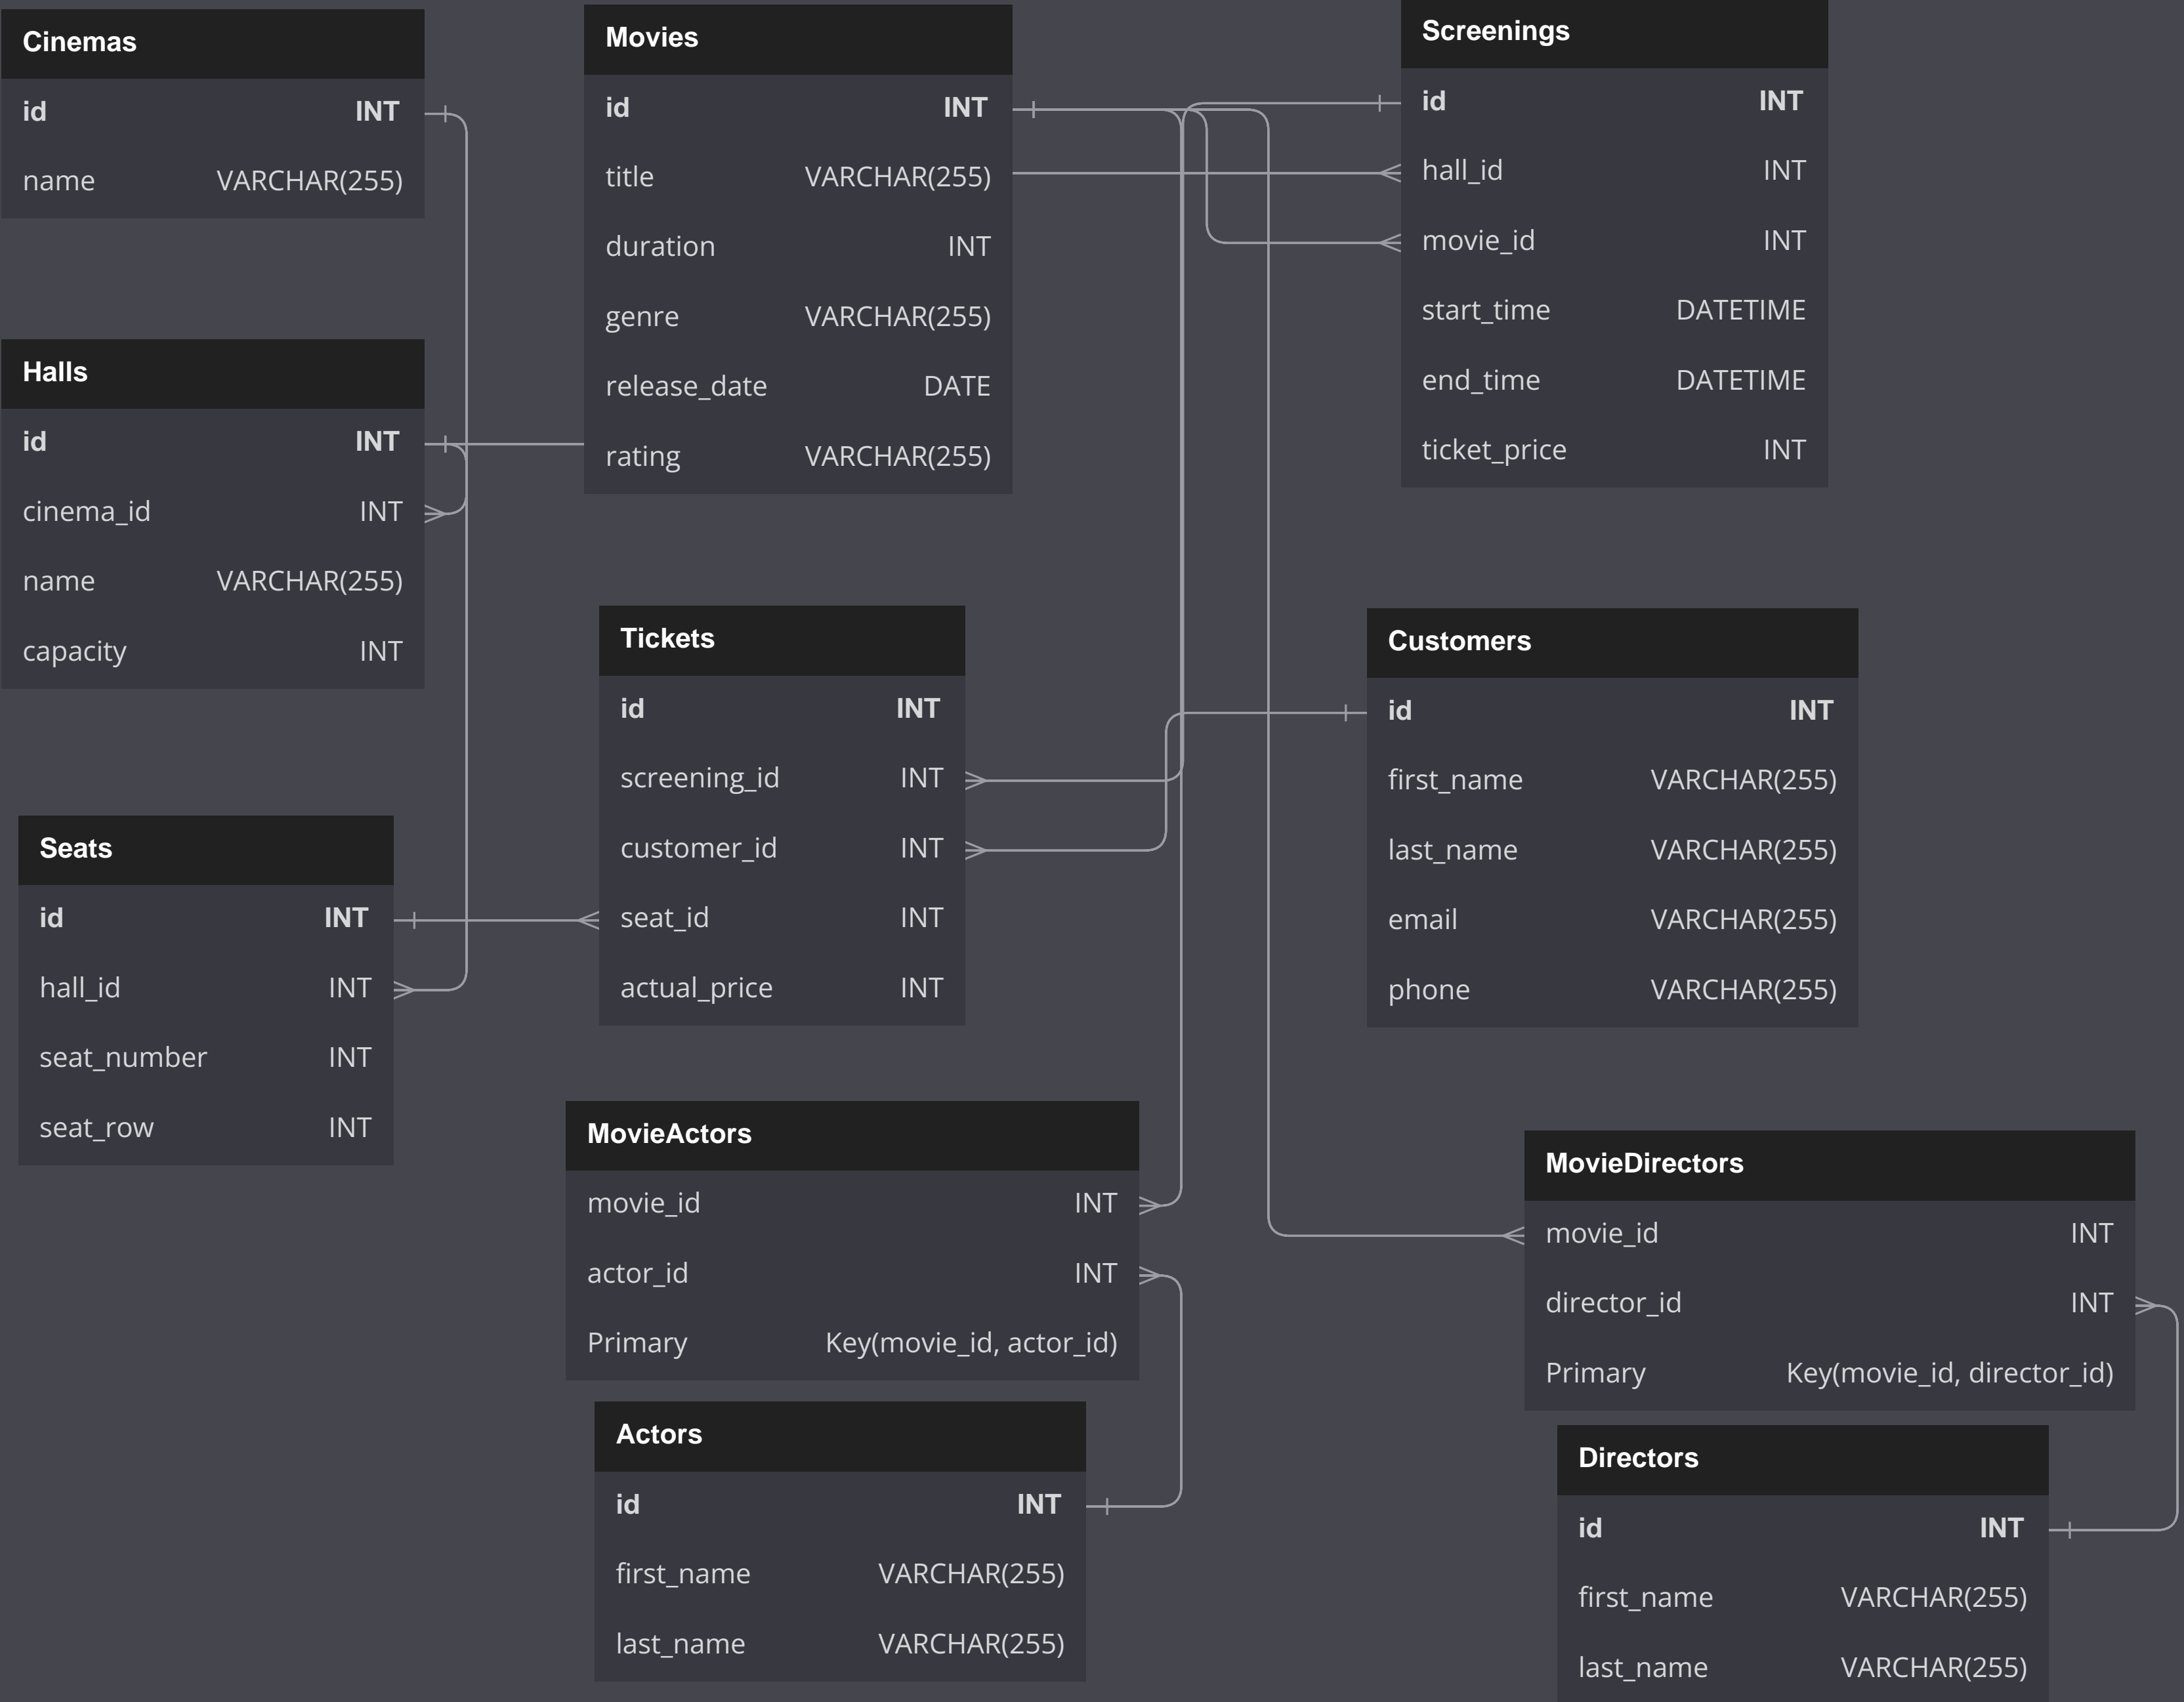 Cinemas
id INT
name VARCHAR(255)
Halls
id INT
cinema_id INT
name VARCHAR(255)
capacity INT
Seats
id INT
hall_id INT
seat_number INT
seat_row INT
Movies
id INT
title VARCHAR(255)
duration INT
genre VARCHAR(255)
release_date DATE
rating VARCHAR(255)
Tickets
id INT
screening_id INT
customer_id INT
seat_id INT
actual_price INT
MovieActors
movie_id INT
actor_id INT
Primary Key(movie_id, actor_id)
Actors
id INT
first_name VARCHAR(255)
last_name VARCHAR(255)
Screenings
id INT
hall_id INT
movie_id INT
start_time DATETIME
end_time DATETIME
ticket_price INT
Customers
id INT
first_name VARCHAR(255)
last_name VARCHAR(255)
email VARCHAR(255)
phone VARCHAR(255)
MovieDirectors
movie_id INT
director_id INT
Primary Key(movie_id, director_id)
Directors
id INT
first_name VARCHAR(255)
last_name VARCHAR(255)